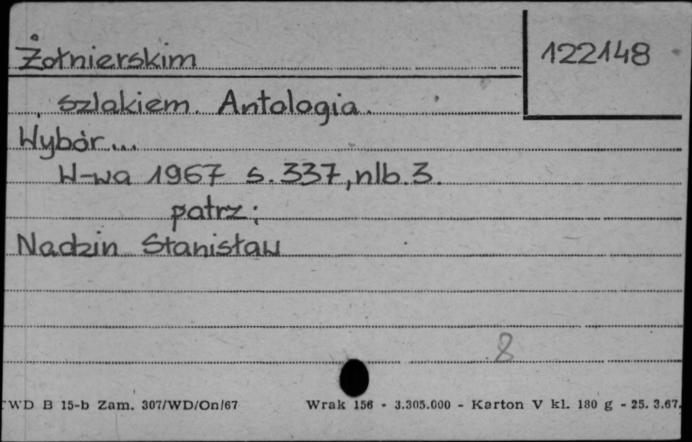 Żołnierskim
122148
szlakiem. Antologia.
Wybór...
W-wa 1967 s. 337, nlb. 3.
patrz:
Nadzin Stanisław
8
WD B 15-b Zam. 307/WD/On/67 Wrak 156 - 3.305.000 - Karton V kl. 180 g - 25. 3.67.